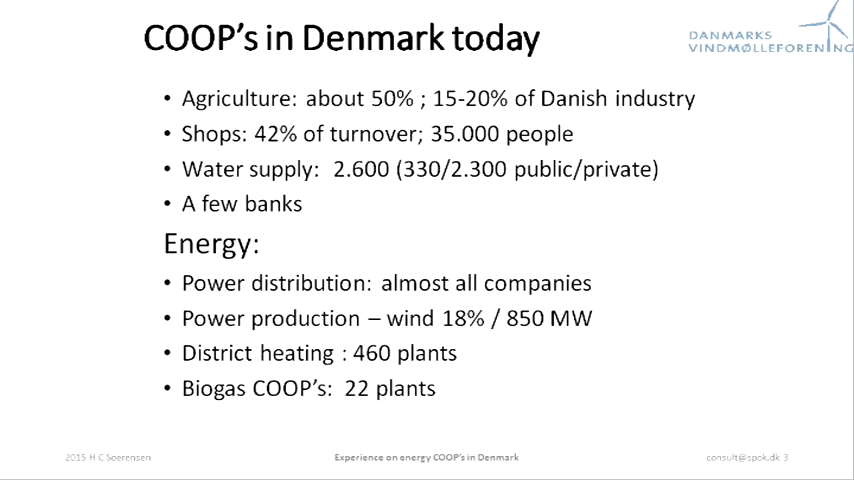 COOP's in Denmark today
DANMARKS
VINDMØLLEFORENING
• Agriculture: about 50% ; 15-20% of Danish industry
• Shops: 42% of turnover; 35.000 people
• Water supply: 2.600 (330/2.300 public/private)
• A few banks
Energy:
• Power distribution: almost all companies
• Power production – wind 18% / 850 MW
• District heating : 460 plants
• Biogas COOP's: 22 plants
2015 H.C Soerensen
Experience on energy COOP's in Denmark
consult@spok.dk 3